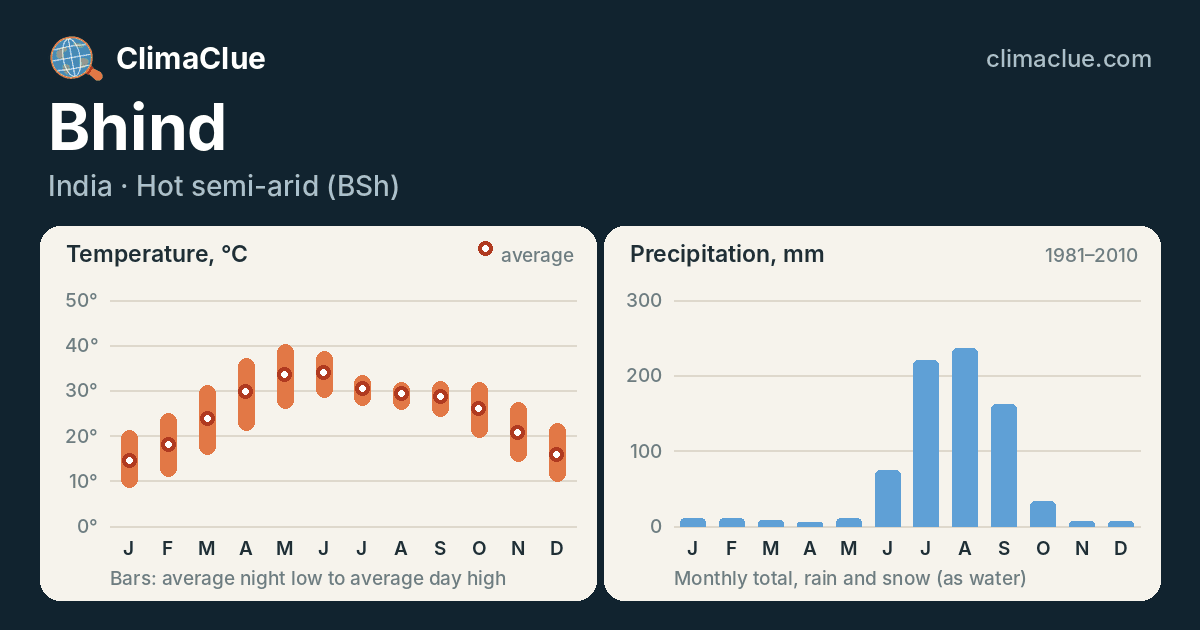 ClimaClue
climaclue.com
Bhind
India · Hot semi-arid (BSh)
Temperature, °C
average
50°
40°
30°
20°
10°
0°
J F M A M J J A S O N D
Bars: average night low to average day high
Precipitation, mm
1981–2010
300
200
100
0
J F M A M J J A S O N D
Monthly total, rain and snow (as water)